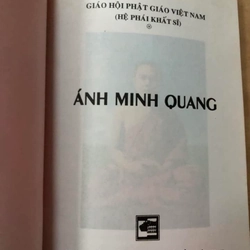 GIÁO HỘI PHẬT GIÁO VIỆT NAM
(HỆ PHÁI KHẤT SĨ)
ÁNH MINH QUANG